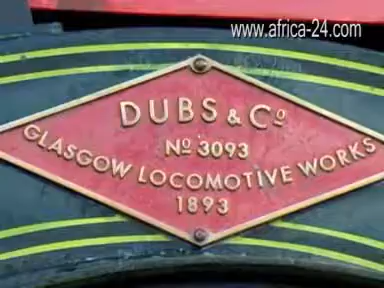 www.africa-24.com
DUBS & Cº
Nº 3093
GLASGOW LOCOMOTIVE WORKS
1893